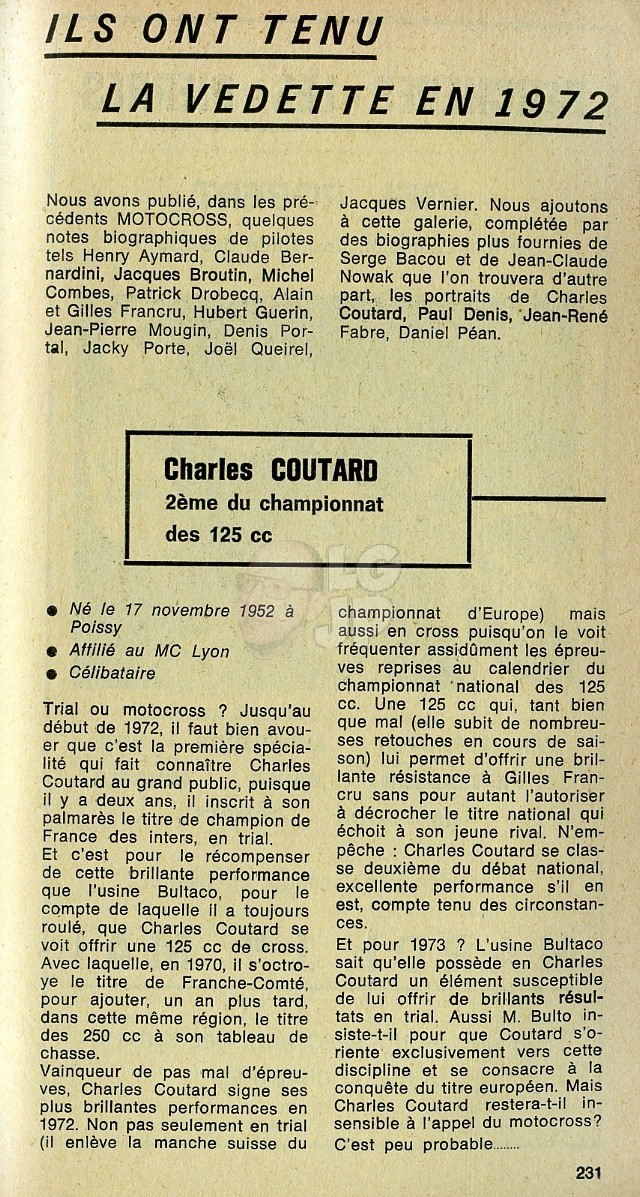 ILS ONT TENU
LA VEDETTE EN 1972
Nous avons publié, dans les pré-
cédents MOTOCROSS, quelques
notes biographiques de pilotes
tels Henry Aymard, Claude Ber-
nardini, Jacques Broutin, Michel
Combes, Patrick Drobecq, Alain
et Gilles Francru, Hubert Guerin,
Jean-Pierre Mougin, Denis Por-
tal, Jacky Porte, Joël Queirel,
Jacques Vernier. Nous ajoutons
à cette galerie, complétée par
des biographies plus fournies de
Serge Bacou et de Jean-Claude
Nowak que l'on trouvera d'autre
part, les portraits de Charles
Coutard, Paul Denis, Jean-René
Fabre, Daniel Péan.
Charles COUTARD
2ème du championnat
des 125 cc
LG
JP
● Né le 17 novembre 1952 à
Poissy
● Affilié au MC Lyon
● Célibataire
Trial ou motocross ? Jusqu'au
début de 1972, il faut bien avou-
er que c'est la première spécia-
lité qui fait connaître Charles
Coutard au grand public, puisque
il y a deux ans, il inscrit à son
palmarès le titre de champion de
France des inters, en trial.
Et c'est pour le récompenser
de cette brillante performance
que l'usine Bultaco, pour le
compte de laquelle il a toujours
roulé, que Charles Coutard se
voit offrir une 125 cc de cross.
Avec laquelle, en 1970, il s'octro-
ye le titre de Franche-Comté,
pour ajouter, un an plus tard,
dans cette même région, le titre
des 250 cc à son tableau de
chasse.
Vainqueur de pas mal d'épreu-
ves, Charles Coutard signe ses
plus brillantes performances en
1972. Non pas seulement en trial
(il enlève la manche suisse du
championnat d'Europe) mais
aussi en cross puisqu'on le voit
fréquenter assidûment les épreu-
ves reprises au calendrier du
championnat national des 125
cc. Une 125 cc qui, tant bien
que mal (elle subit de nombreu-
ses retouches en cours de sai-
son) lui permet d'offrir une bril-
lante résistance à Gilles Fran-
cru sans pour autant l'autoriser
à décrocher le titre national qui
échoit à son jeune rival. N'em-
pêche : Charles Coutard se clas-
se deuxième du débat national,
excellente performance s'il en
est, compte tenu des circonstan-
ces.
Et pour 1973 ? L'usine Bultaco
sait qu'elle possède en Charles
Coutard un élément susceptible
de lui offrir de brillants résul-
tats en trial. Aussi M. Bulto in-
siste-t-il pour que Coutard s'o-
riente exclusivement vers cette
discipline et se consacre à la
conquête du titre européen. Mais
Charles Coutard restera-t-il in-
sensible à l'appel du motocross?
C'est peu probable........
231